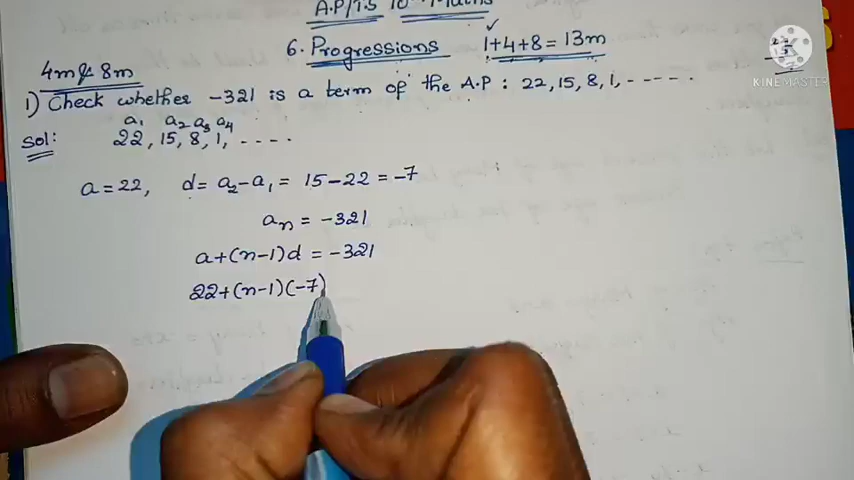 A.P/T.S 10th Maths
6. Progressions 1+4+8=13m
KINEMASTER
4m & 8m
1) Check whether -321 is a term of the A.P : 22, 15, 8, 1, - - - - -.
a₁ a₂ a₃ a₄
Sol: 22, 15, 8, 1, - - - -.
a=22, d= a₂-a₁ = 15-22 = -7
aₙ = -321
a+(n-1)d = -321
22+(n-1)(-7)